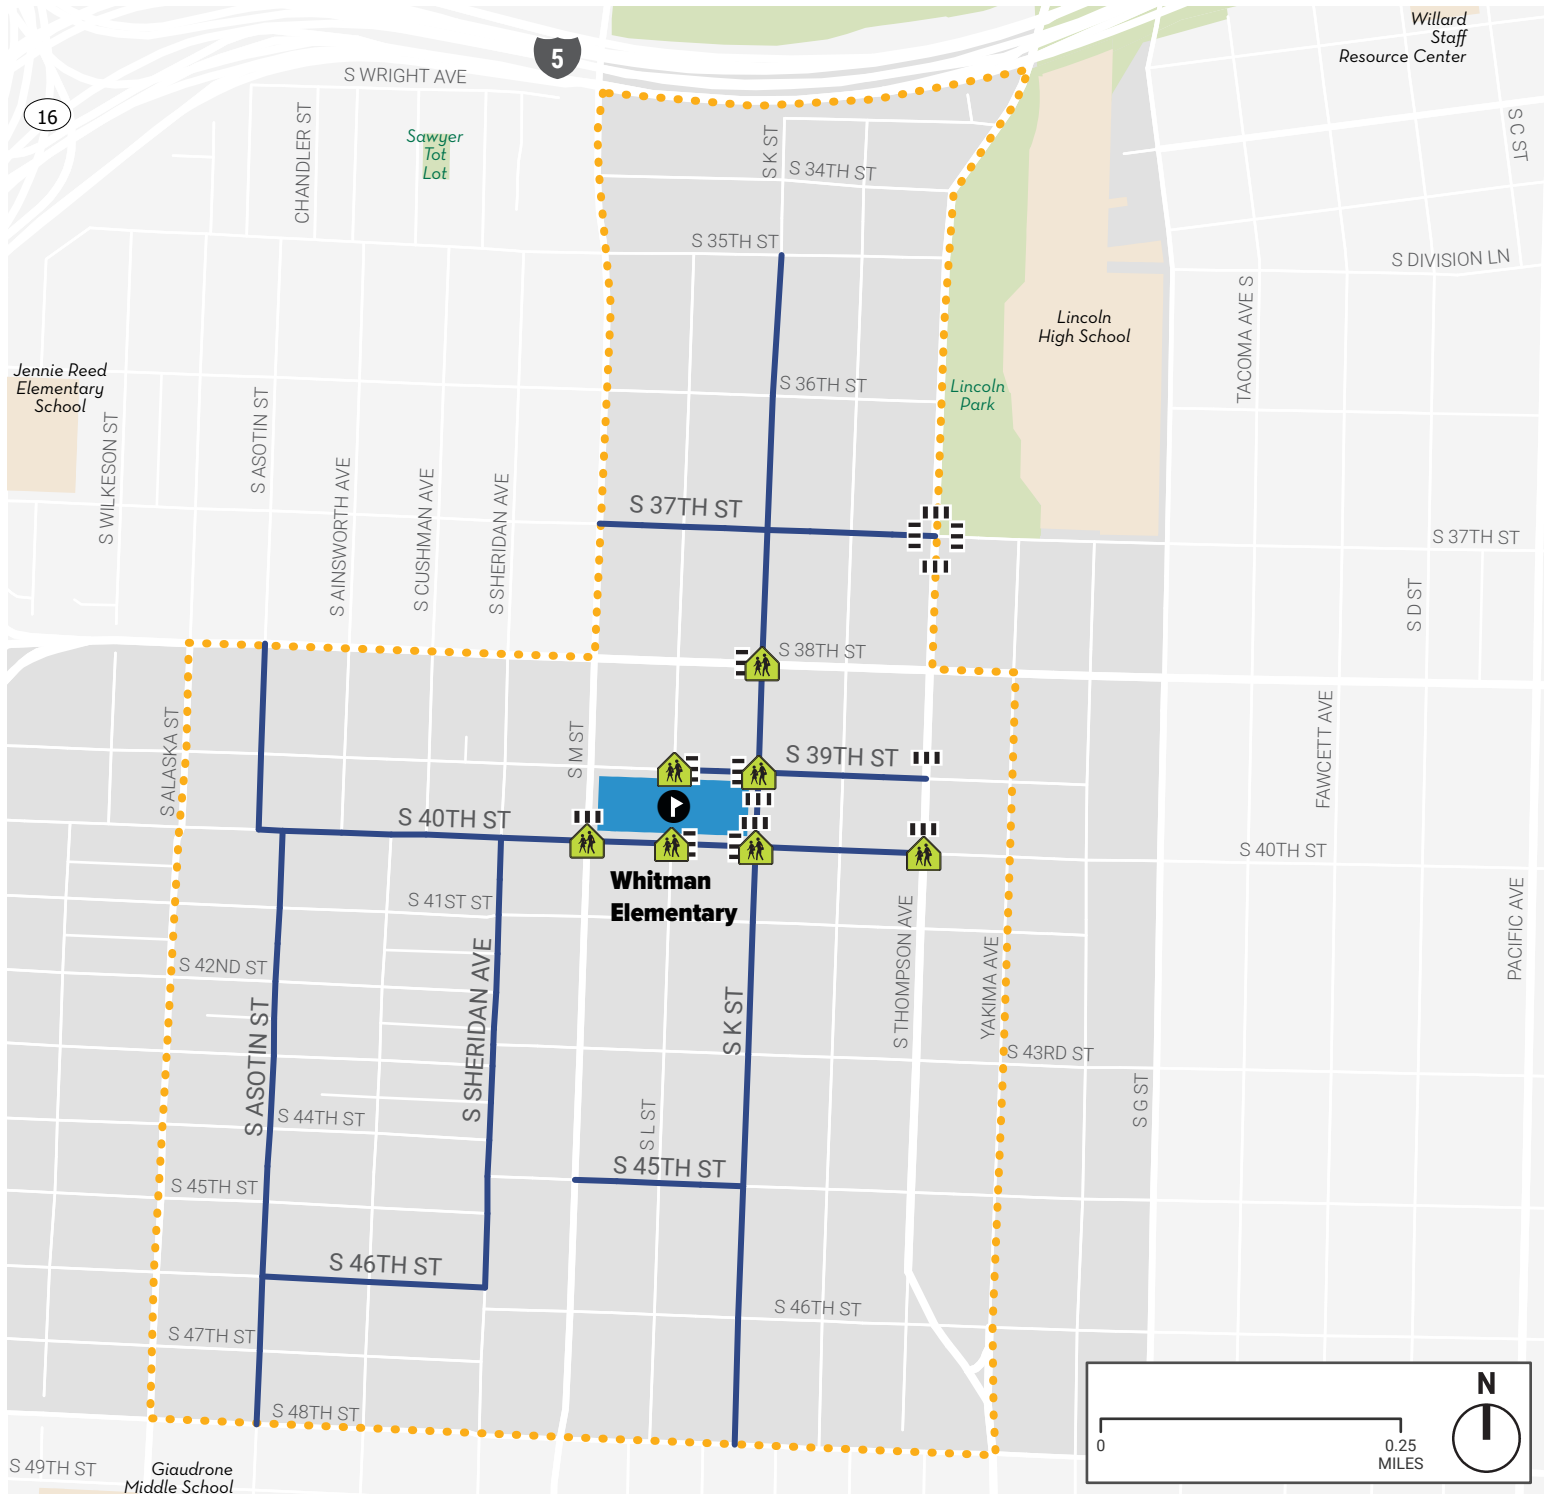 Willard
Staff
Resource Center
5
S WRIGHT AVE
16
CHANDLER ST
Sawyer
Tot
Lot
S K ST
S 34TH ST
S C ST
S 35TH ST
S DIVISION LN
TACOMA AVE S
Lincoln
High School
Jennie Reed
Elementary
School
S 36TH ST
Lincoln
Park
S WILKESON ST
S ASOTIN ST
S AINSWORTH AVE
S CUSHMAN AVE
S SHERIDAN AVE
S 37TH ST
S 37TH ST
S D ST
S 38TH ST
S ALASKA ST
S M ST
S 39TH ST
FAWCETT AVE
S 40TH ST
S 40TH ST
Whitman
Elementary
S 41ST ST
S THOMPSON AVE
YAKIMA AVE
PACIFIC AVE
S 42ND ST
S ASOTIN ST
S SHERIDAN AVE
S K ST
S 43RD ST
S G ST
S 44TH ST
S L ST
S 45TH ST
S 45TH ST
S 46TH ST
S 46TH ST
S 47TH ST
S 48TH ST
S 49TH ST
Giaudrone
Middle School
N
0
0.25
MILES